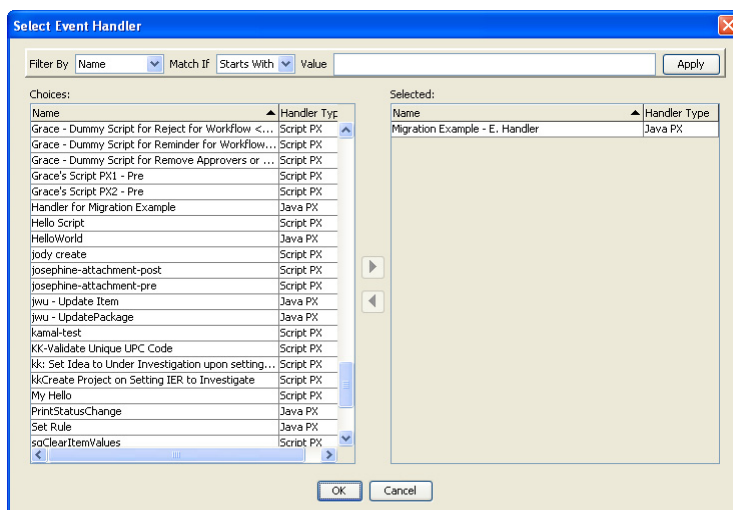 Select Event Handler
Filter By Name Match If Starts With Value Apply
Choices: Selected:
Name Handler Typ Name Handler Type
Grace - Dummy Script for Reject for Workflow <... Script PX Migration Example - E. Handler Java PX
Grace - Dummy Script for Reminder for Workflow... Script PX
Grace - Dummy Script for Remove Approvers or ... Script PX
Grace's Script PX1 - Pre Script PX
Grace's Script PX2 - Pre Script PX
Handler for Migration Example Java PX
Hello Script Script PX
HelloWorld Java PX
jody create Script PX
josephine-attachment-post Script PX
josephine-attachment-pre Script PX
jwu - Update Item Java PX
jwu - UpdatePackage Java PX
kamal-test Script PX
KK-Validate Unique UPC Code Script PX
kk: Set Idea to Under Investigation upon setting... Script PX
kkCreate Project on Setting IER to Investigate Script PX
My Hello Script PX
PrintStatusChange Java PX
Set Rule Java PX
sgClearItemValues Script PX
OK Cancel